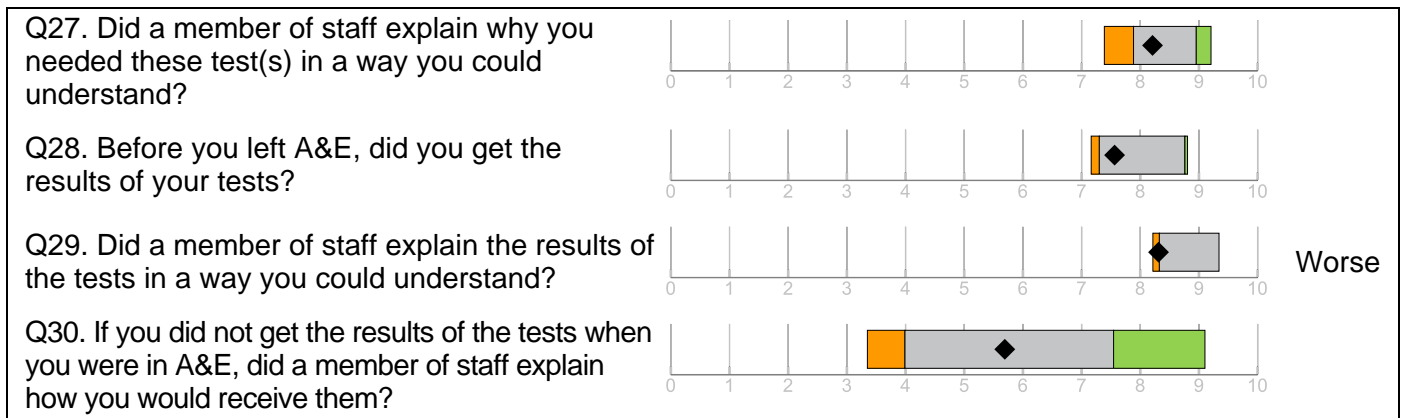 Q27. Did a member of staff explain why you
needed these test(s) in a way you could
understand?
0 1 2 3 4 5 6 7 8 9 10
Q28. Before you left A&E, did you get the
results of your tests?
0 1 2 3 4 5 6 7 8 9 10
Q29. Did a member of staff explain the results of
the tests in a way you could understand?
Worse
0 1 2 3 4 5 6 7 8 9 10
Q30. If you did not get the results of the tests when
you were in A&E, did a member of staff explain
how you would receive them?
0 1 2 3 4 5 6 7 8 9 10